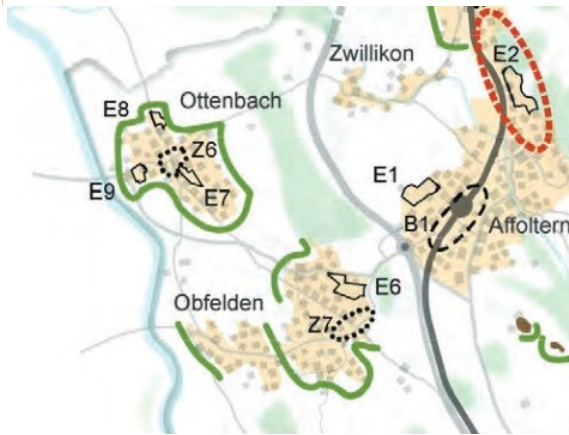 Zwillikon
E2
E8
Ottenbach
Z6
E7
E9
E1
B1
Affoltern
E6
Obfelden
Z7